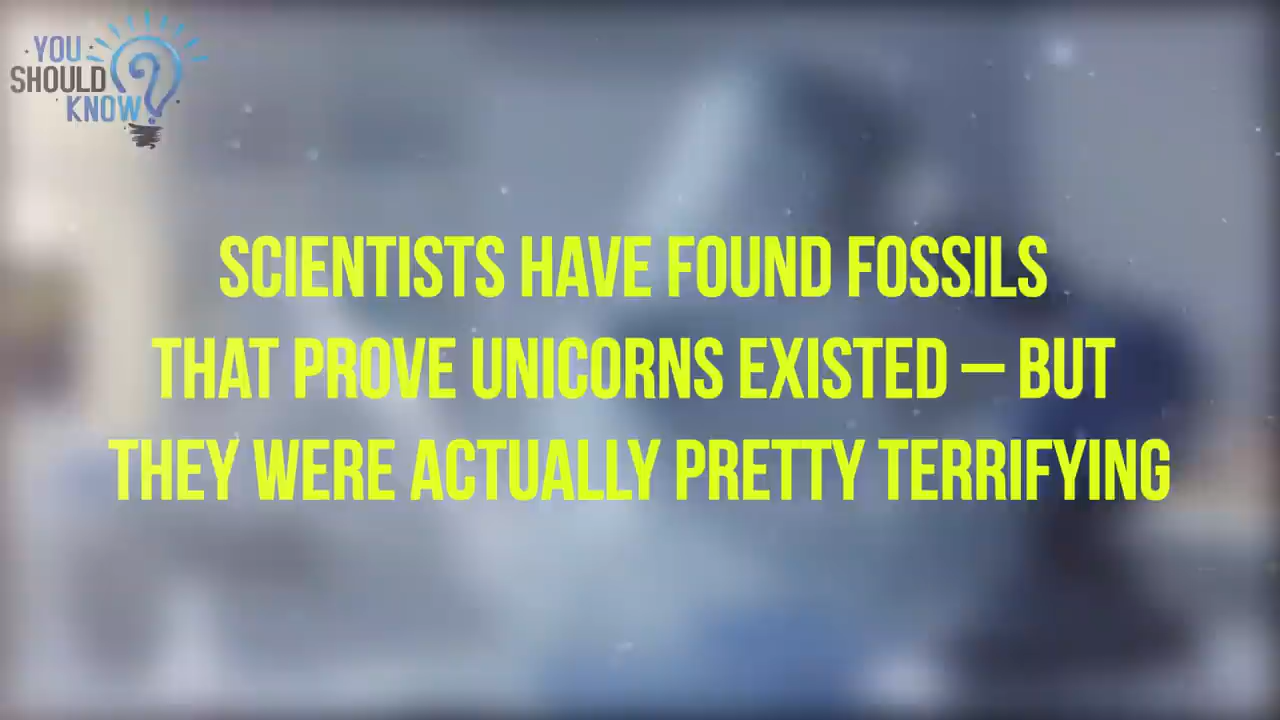 YOU
SHOULD
KNOW
SCIENTISTS HAVE FOUND FOSSILS
THAT PROVE UNICORNS EXISTED – BUT
THEY WERE ACTUALLY PRETTY TERRIFYING